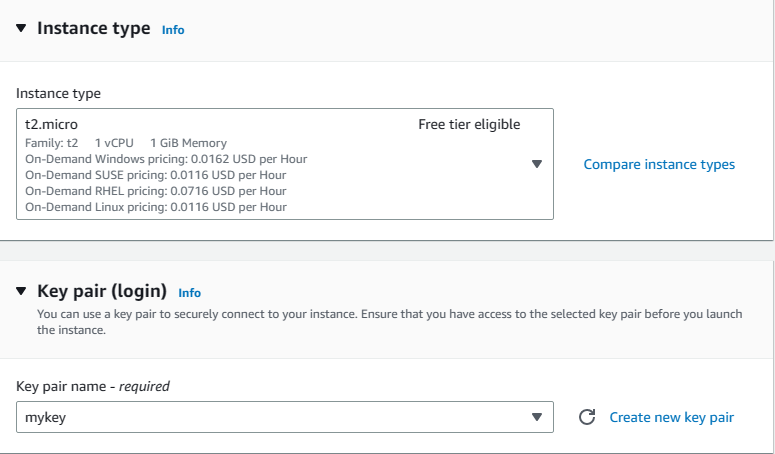 Instance type Info
Instance type
t2.micro Free tier eligible
Family: t2 1 vCPU 1 GiB Memory
On-Demand Windows pricing: 0.0162 USD per Hour
On-Demand SUSE pricing: 0.0116 USD per Hour
On-Demand RHEL pricing: 0.0716 USD per Hour
On-Demand Linux pricing: 0.0116 USD per Hour
Compare instance types
Key pair (login) Info
You can use a key pair to securely connect to your instance. Ensure that you have access to the selected key pair before you launch
the instance.
Key pair name - required
mykey
Create new key pair